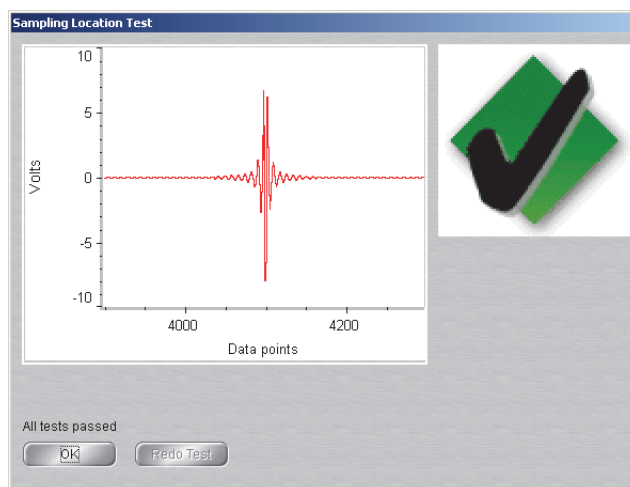 Sampling Location Test
10
5
0
-5
-10
Volts
4000 4200
Data points
All tests passed
OK Redo Test